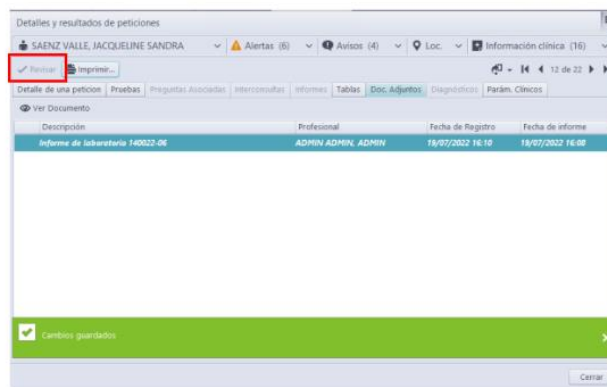 Detalles y resultados de peticiones
SAENZ VALLE, JACQUELINE SANDRA Alertas (6) Avisos (4) Loc. Información clínica (16)
Revisar Imprimir... 12 de 22
Detalle de una peticion Pruebas Preguntas Asociadas Interconsultas Informes Tablas Doc. Adjuntos Diagnósticos Parám. Clínicos
Ver Documento
Descripción Profesional Fecha de Registro Fecha de informe
Informe de laboratorio 140022-06 ADMIN ADMIN, ADMIN 19/07/2022 16:10 19/07/2022 16:00
Cambios guardados
Cerrar